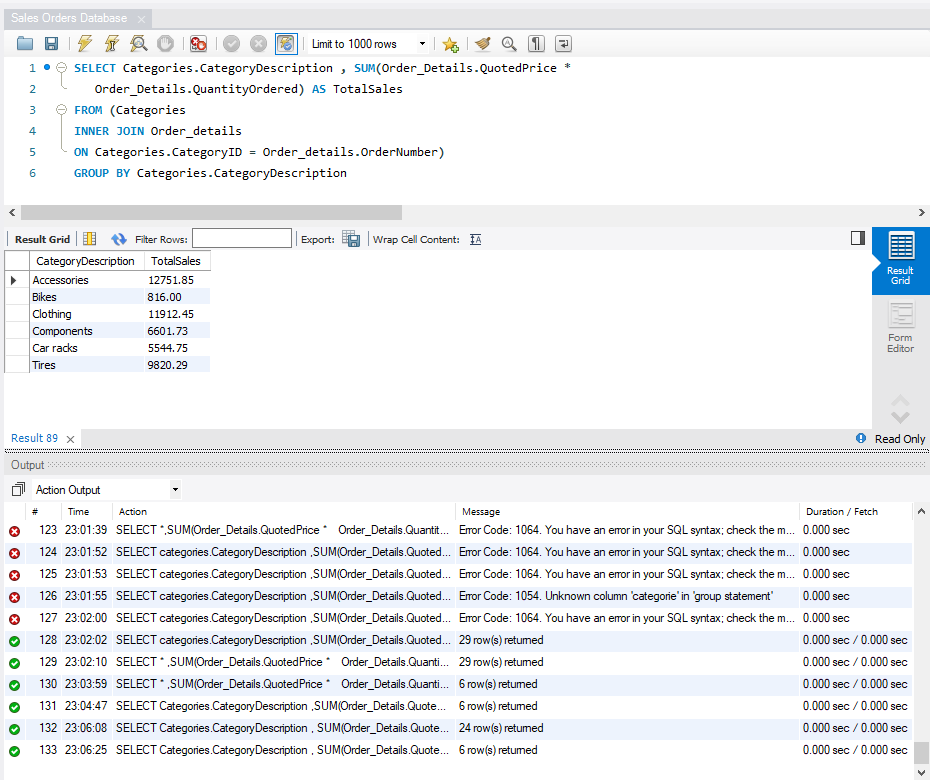 Sales Orders Database
Limit to 1000 rows
1 SELECT Categories.CategoryDescription , SUM(Order_Details.QuotedPrice *
2 Order_Details.QuantityOrdered) AS TotalSales
3 FROM (Categories
4 INNER JOIN Order_details
5 ON Categories.CategoryID = Order_details.OrderNumber)
6 GROUP BY Categories.CategoryDescription
Result Grid Filter Rows: Export: Wrap Cell Content:
CategoryDescription TotalSales
Accessories 12751.85
Bikes 816.00
Clothing 11912.45
Components 6601.73
Car racks 5544.75
Tires 9820.29
Result
Grid
Form
Editor
Result 89 Read Only
Output
Action Output
# Time Action Message Duration / Fetch
123 23:01:39 SELECT *,SUM(Order_Details.QuotedPrice * Order_Details.Quantit... Error Code: 1064. You have an error in your SQL syntax; check the m... 0.000 sec
124 23:01:52 SELECT categories.CategoryDescription ,SUM(Order_Details.Quoted... Error Code: 1064. You have an error in your SQL syntax; check the m... 0.000 sec
125 23:01:53 SELECT categories.CategoryDescription ,SUM(Order_Details.Quoted... Error Code: 1064. You have an error in your SQL syntax; check the m... 0.000 sec
126 23:01:55 SELECT categories.CategoryDescription ,SUM(Order_Details.Quoted... Error Code: 1054. Unknown column 'categorie' in 'group statement' 0.000 sec
127 23:02:00 SELECT categories.CategoryDescription ,SUM(Order_Details.Quoted... Error Code: 1064. You have an error in your SQL syntax; check the m... 0.000 sec
128 23:02:02 SELECT categories.CategoryDescription ,SUM(Order_Details.Quoted... 29 row(s) returned 0.000 sec / 0.000 sec
129 23:02:10 SELECT * ,SUM(Order_Details.QuotedPrice * Order_Details.Quanti... 29 row(s) returned 0.000 sec / 0.000 sec
130 23:03:59 SELECT * ,SUM(Order_Details.QuotedPrice * Order_Details.Quanti... 6 row(s) returned 0.000 sec / 0.000 sec
131 23:04:47 SELECT Categories.CategoryDescription ,SUM(Order_Details.Quote... 6 row(s) returned 0.000 sec / 0.000 sec
132 23:06:08 SELECT Categories.CategoryDescription , SUM(Order_Details.Quote... 24 row(s) returned 0.000 sec / 0.000 sec
133 23:06:25 SELECT Categories.CategoryDescription , SUM(Order_Details.Quote... 6 row(s) returned 0.000 sec / 0.000 sec